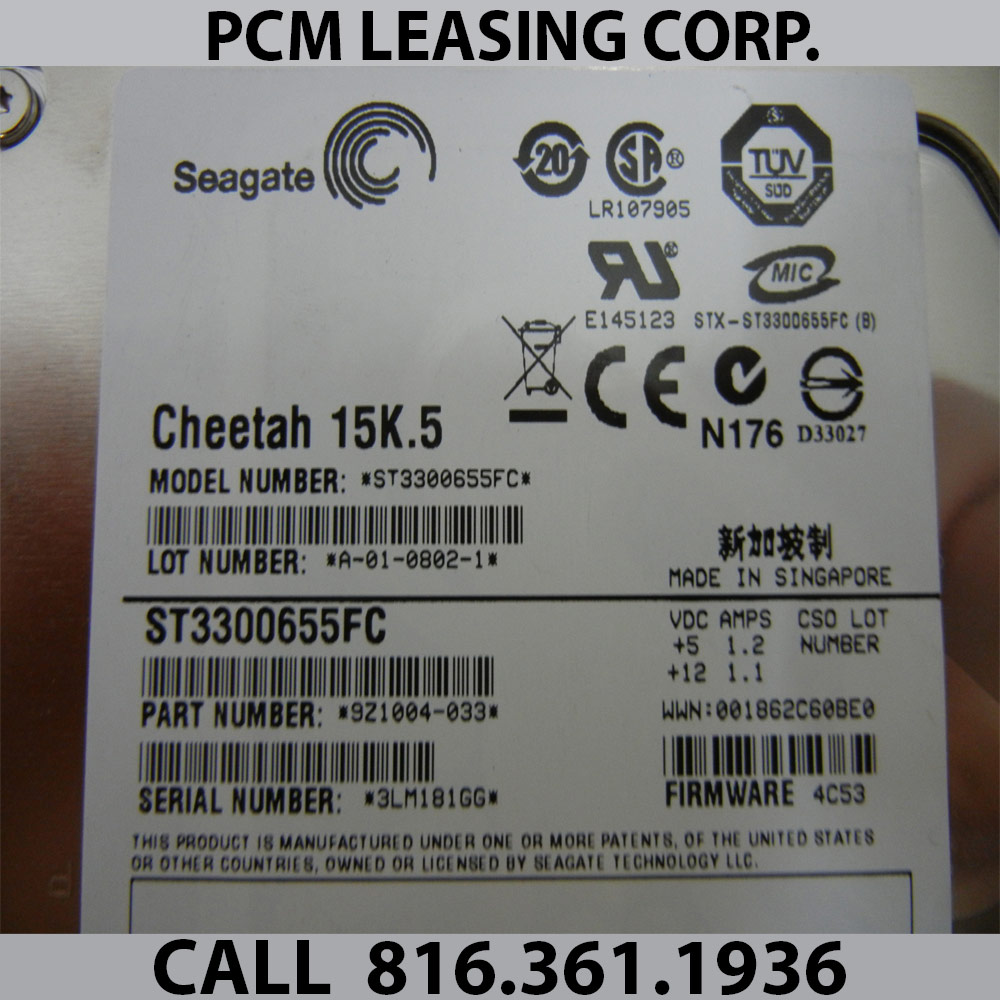 PCM LEASING CORP.
Seagate
20
SA®
LR107905
TÜV
SÜD
RU®
E145123
MIC
STX-ST3300655FC (B)
CE
N176
D33027
Cheetah 15K.5
MODEL NUMBER: *ST3300655FC*
LOT NUMBER: *A-01-0802-1*
新加坡制
MADE IN SINGAPORE
ST3300655FC
VDC AMPS CSO LOT
+5 1.2 NUMBER
+12 1.1
PART NUMBER: *9Z1004-033*
WWN:001862C60BE0
SERIAL NUMBER: *3LM181GG*
FIRMWARE 4C53
THIS PRODUCT IS MANUFACTURED UNDER ONE OR MORE PATENTS, OF THE UNITED STATES
OR OTHER COUNTRIES, OWNED OR LICENSED BY SEAGATE TECHNOLOGY LLC.
CALL 816.361.1936